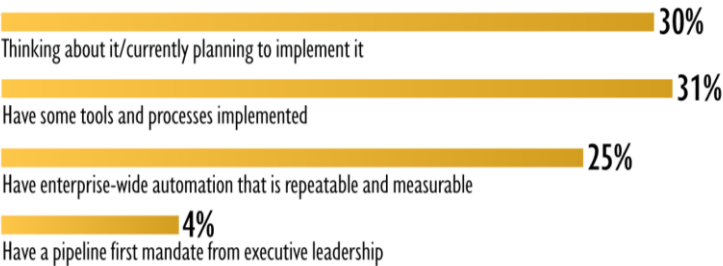 30%
Thinking about it/currently planning to implement it
31%
Have some tools and processes implemented
25%
Have enterprise-wide automation that is repeatable and measurable
4%
Have a pipeline first mandate from executive leadership